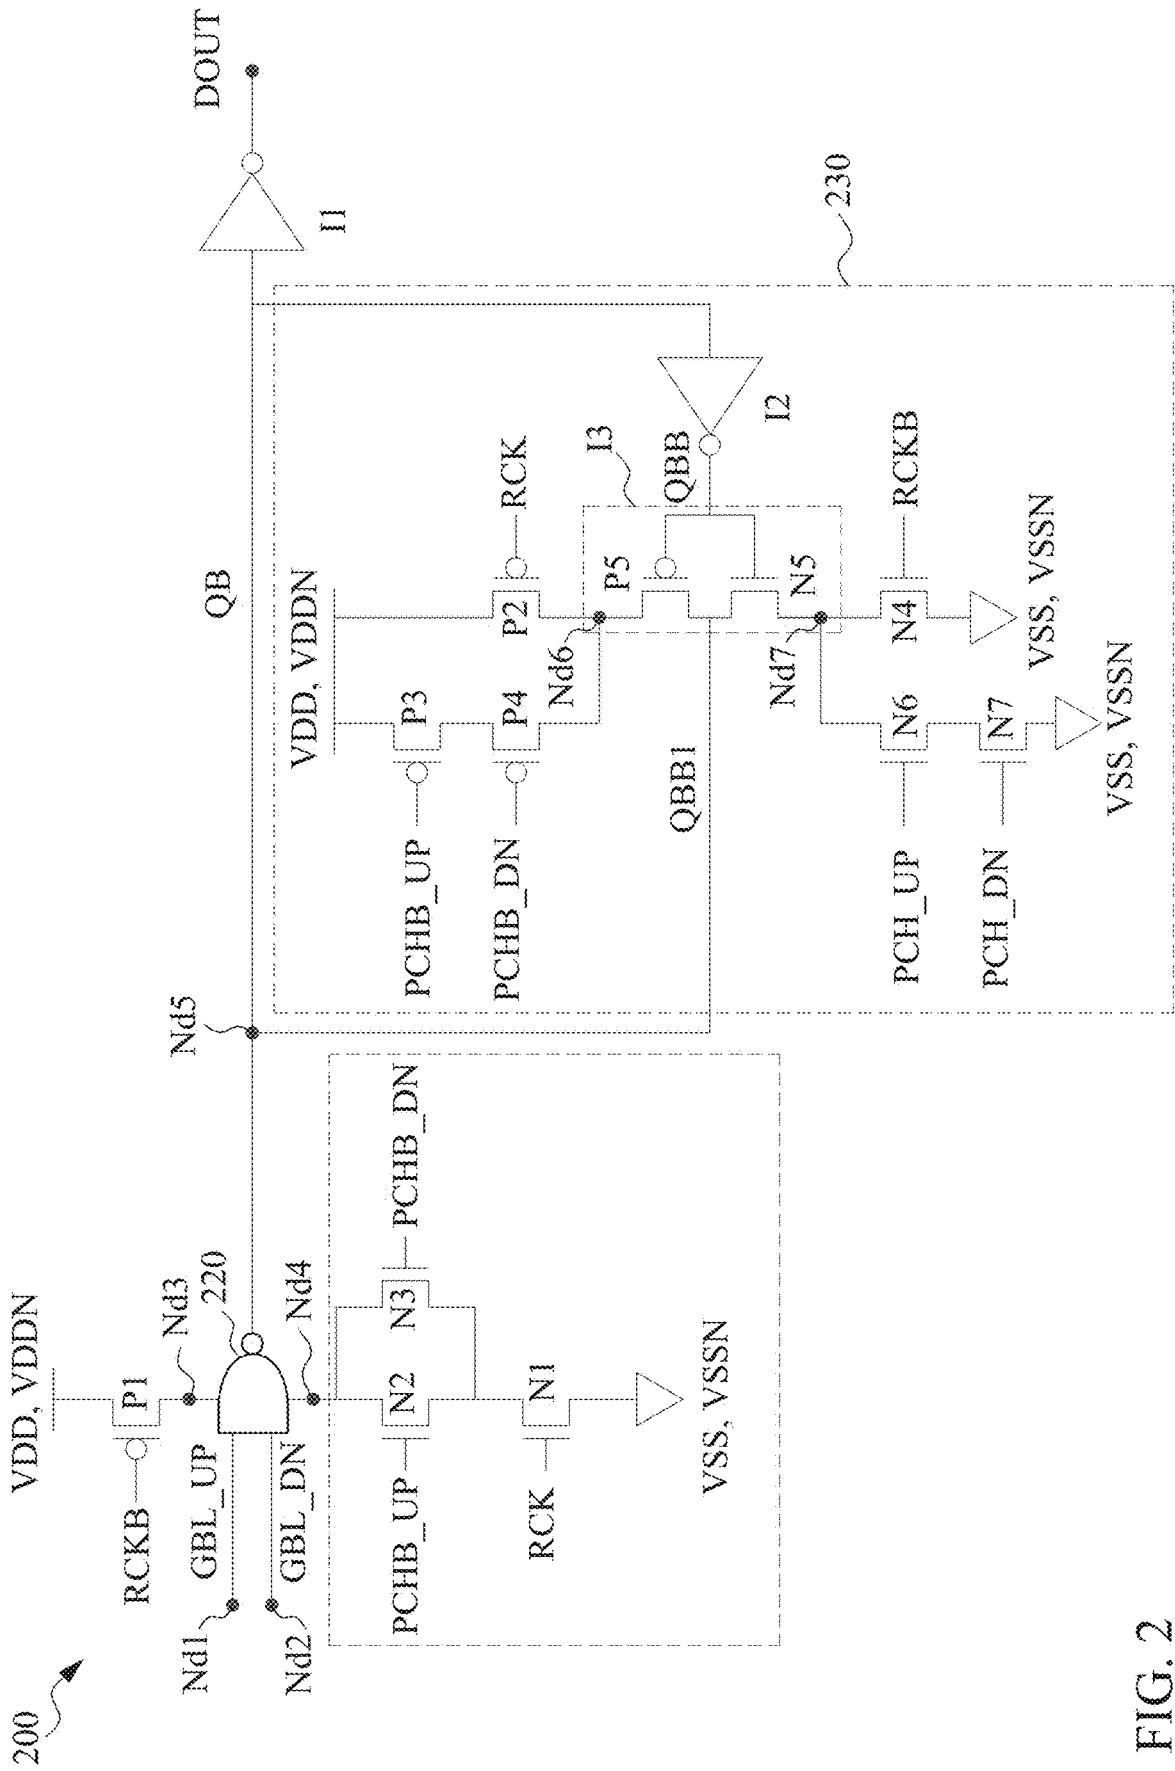 200
VDD, VDDN
RCKB
P1
Nd3
GBL_UP
220
Nd1
GBL_DN
Nd2
Nd4
PCHB_UP
N2
N3
PCHB_DN
RCK
N1
VSS, VSSN
Nd5
QB
I1
DOUT
230
VDD, VDDN
PCHB_UP
P3
PCHB_DN
P4
P2
RCK
Nd6
P5
I3
QBB
I2
QBB1
Nd7
N5
PCH_UP
N6
N4
RCKB
PCH_DN
N7
VSS, VSSN
VSS, VSSN
FIG. 2